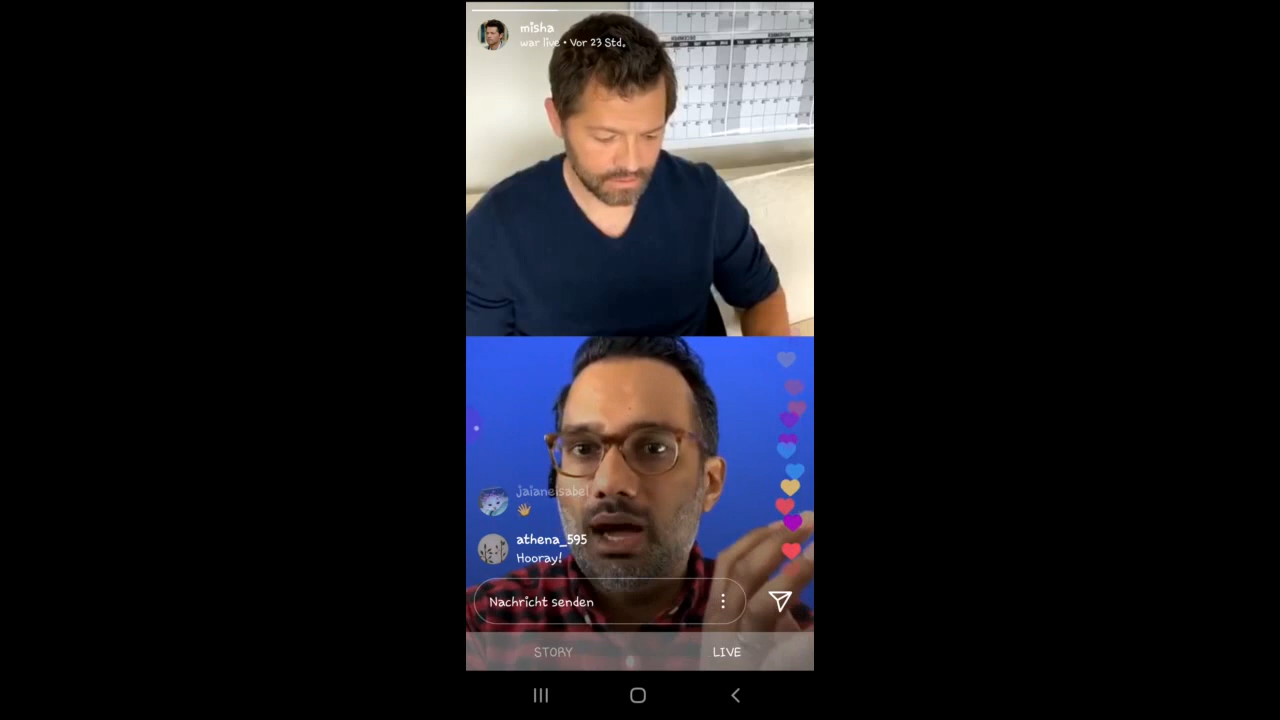 misha
war live • Vor 23 Std.
jaianeisabel
👋
athena_595
Hooray!
Nachricht senden
STORY
LIVE